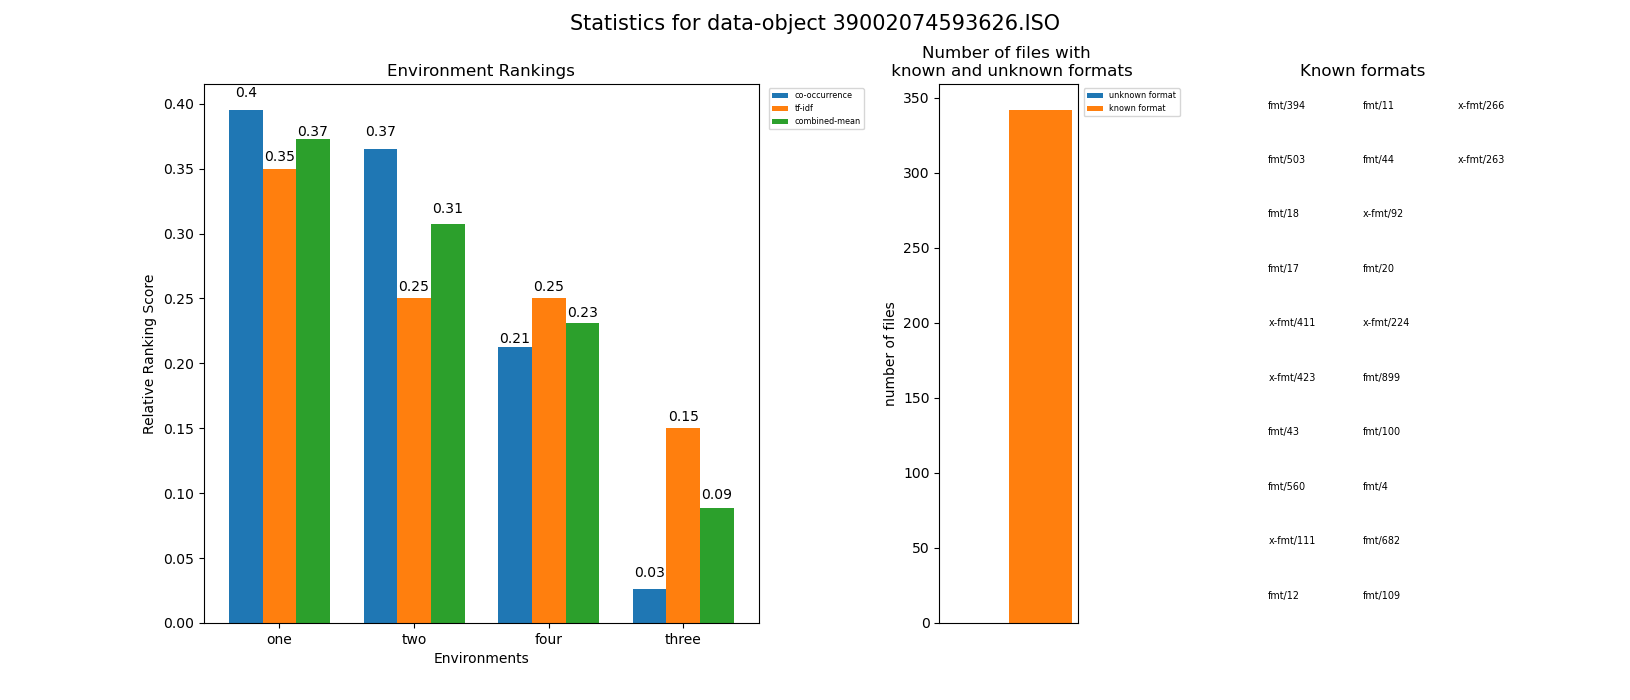 Statistics for data-object 39002074593626.ISO
Environment Rankings
0.40
0.35
0.30
0.25
0.20
0.15
0.10
0.05
0.00
Relative Ranking Score
0.4
0.35
0.37
0.37
0.25
0.31
0.21
0.25
0.23
0.03
0.15
0.09
one
two
four
three
Environments
co-occurrence
tf-idf
combined-mean
Number of files with
known and unknown formats
350
300
250
200
150
100
50
0
number of files
unknown format
known format
Known formats
fmt/394 fmt/11 x-fmt/266
fmt/503 fmt/44 x-fmt/263
fmt/18 x-fmt/92
fmt/17 fmt/20
x-fmt/411 x-fmt/224
x-fmt/423 fmt/899
fmt/43 fmt/100
fmt/560 fmt/4
x-fmt/111 fmt/682
fmt/12 fmt/109